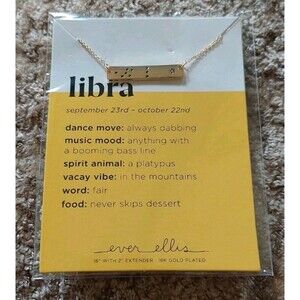 libra
september 23rd – october 22nd
dance move: always dabbing
music mood: anything with
a booming bass line
spirit animal: a platypus
vacay vibe: in the mountains
word: fair
food: never skips dessert
ever ellis
16" WITH 2" EXTENDER · 18K GOLD PLATED